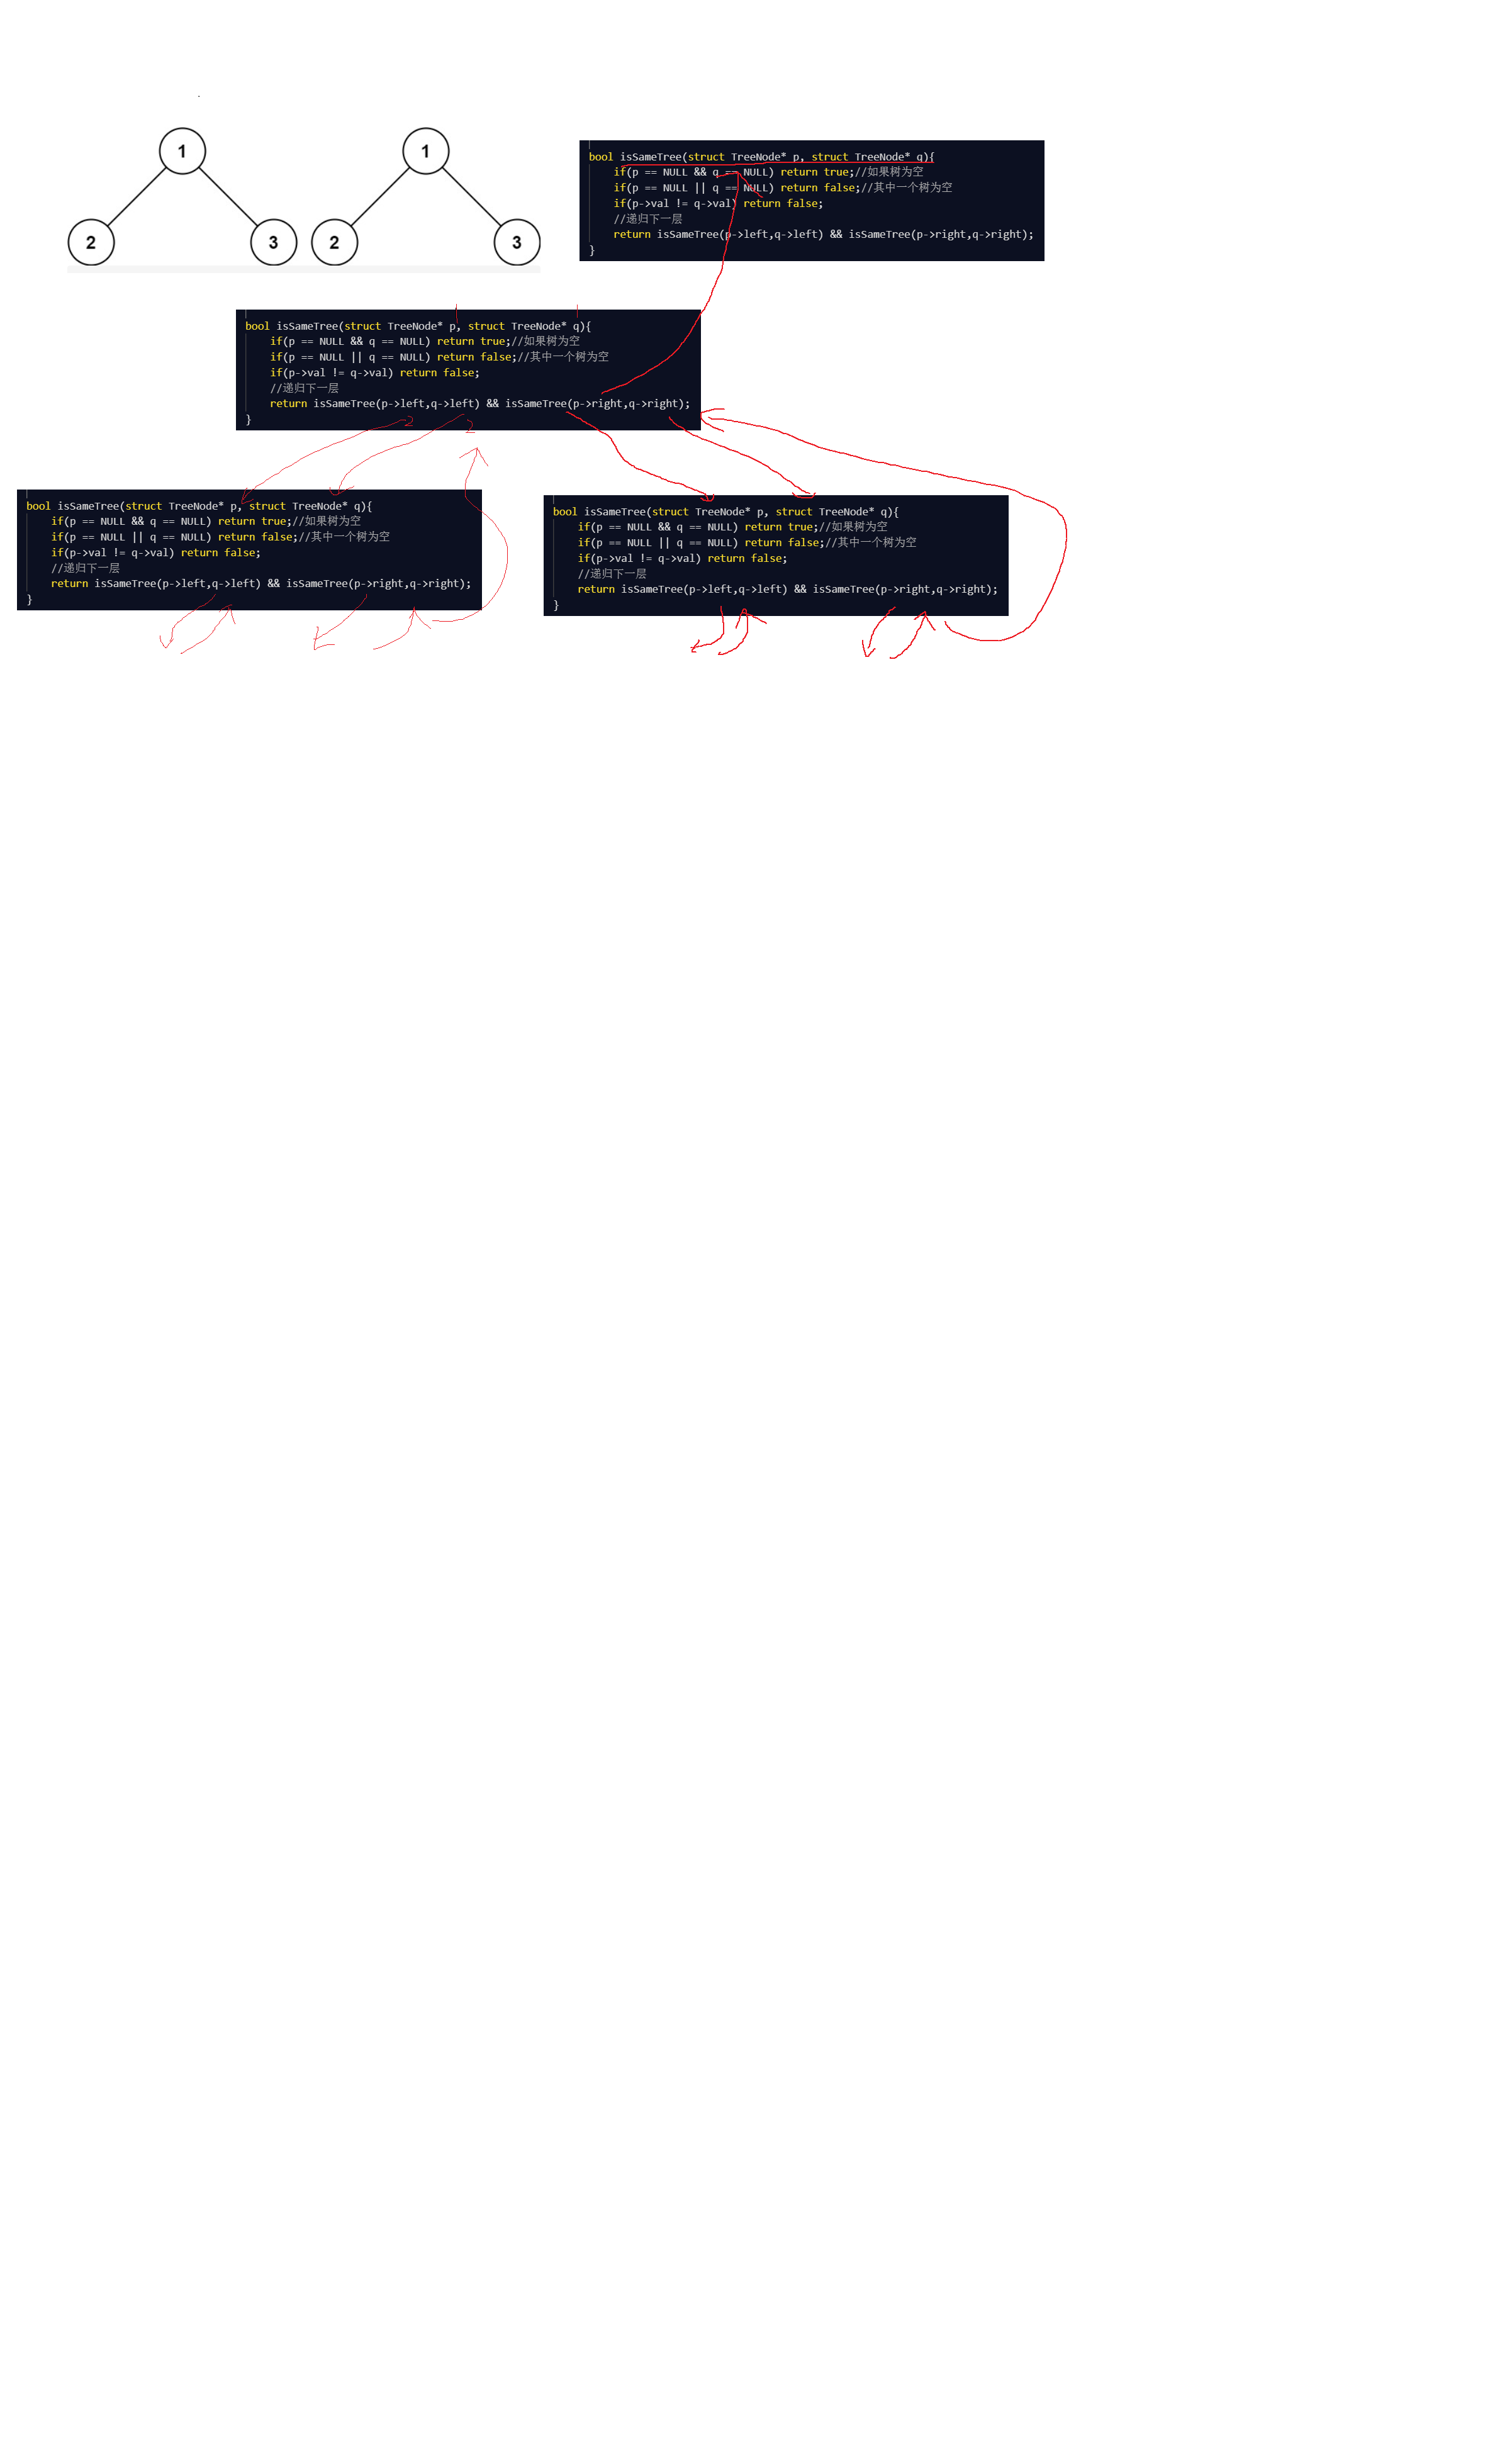 1 1
2 3 2 3
bool isSameTree(struct TreeNode* p, struct TreeNode* q){
if(p == NULL && q == NULL) return true;//如果树为空
if(p == NULL || q == NULL) return false;//其中一个树为空
if(p->val != q->val) return false;
//递归下一层
return isSameTree(p->left,q->left) && isSameTree(p->right,q->right);
}
bool isSameTree(struct TreeNode* p, struct TreeNode* q){
if(p == NULL && q == NULL) return true;//如果树为空
if(p == NULL || q == NULL) return false;//其中一个树为空
if(p->val != q->val) return false;
//递归下一层
return isSameTree(p->left,q->left) && isSameTree(p->right,q->right);
}
2 2
bool isSameTree(struct TreeNode* p, struct TreeNode* q){
if(p == NULL && q == NULL) return true;//如果树为空
if(p == NULL || q == NULL) return false;//其中一个树为空
if(p->val != q->val) return false;
//递归下一层
return isSameTree(p->left,q->left) && isSameTree(p->right,q->right);
}
bool isSameTree(struct TreeNode* p, struct TreeNode* q){
if(p == NULL && q == NULL) return true;//如果树为空
if(p == NULL || q == NULL) return false;//其中一个树为空
if(p->val != q->val) return false;
//递归下一层
return isSameTree(p->left,q->left) && isSameTree(p->right,q->right);
}